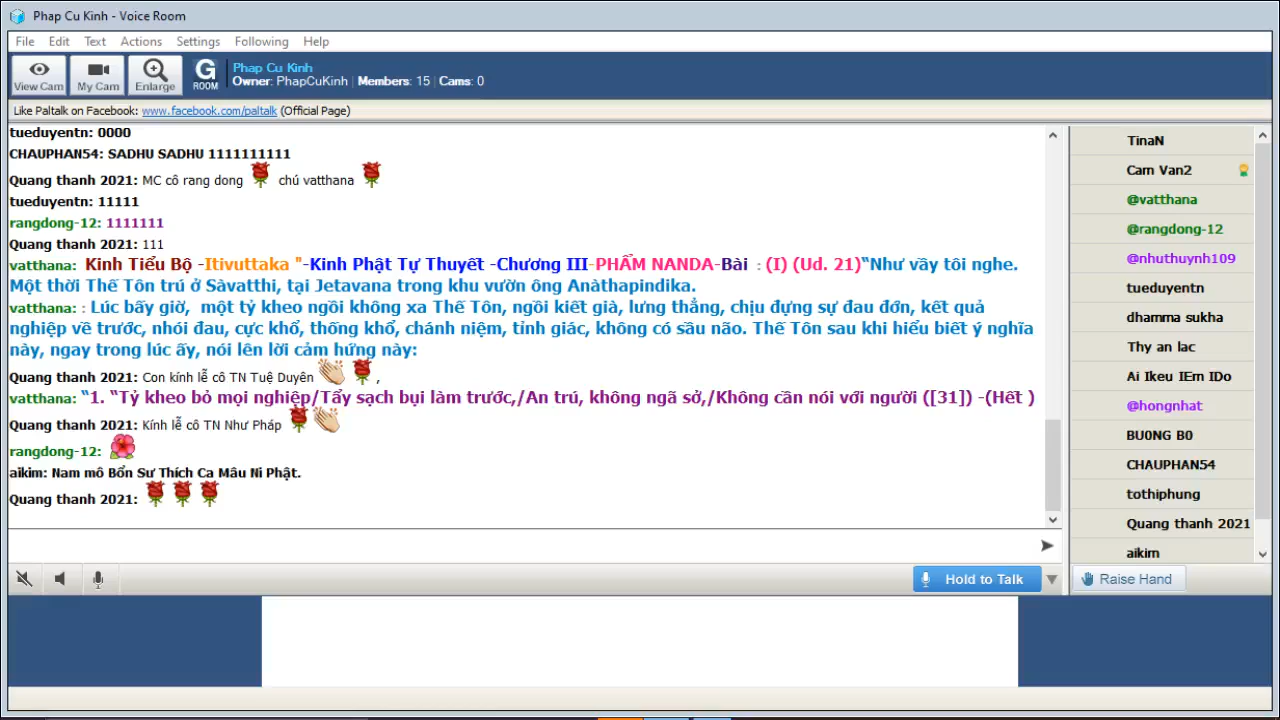 Phap Cu Kinh - Voice Room
File Edit Text Actions Settings Following Help
View Cam My Cam Enlarge G ROOM
Phap Cu Kinh
Owner: PhapCuKinh Members: 15 Cams: 0
Like Paltalk on Facebook: www.facebook.com/paltalk (Official Page)
tueduyentn: 0000
CHAUPHAN54: SADHU SADHU 1111111111
Quang thanh 2021: MC cô rang dong chú vatthana
tueduyentn: 11111
rangdong-12: 1111111
Quang thanh 2021: 111
vatthana: Kinh Tiểu Bộ -Itivuttaka "-Kinh Phật Tự Thuyết -Chương III-PHẨM NANDA-Bài : (I) (Ud. 21)“Như vầy tôi nghe.
Một thời Thế Tôn trú ở Sàvatthi, tại Jetavana trong khu vườn ông Anàthapindika.
vatthana: : Lúc bấy giờ, một tỷ kheo ngồi không xa Thế Tôn, ngồi kiết già, lưng thẳng, chịu đựng sự đau đớn, kết quả
nghiệp về trước, nhói đau, cực khổ, thống khổ, chánh niệm, tỉnh giác, không có sầu não. Thế Tôn sau khi hiểu biết ý nghĩa
này, ngay trong lúc ấy, nói lên lời cảm hứng này:
Quang thanh 2021: Con kính lễ cô TN Tuệ Duyên ,
vatthana: “1. “Tỷ kheo bỏ mọi nghiệp/Tẩy sạch bụi làm trước,/An trú, không ngã sở,/Không cần nói với người ([31]) -(Hết )
Quang thanh 2021: Kính lễ cô TN Như Pháp
rangdong-12:
aikim: Nam mô Bổn Sư Thích Ca Mâu Ni Phật.
Quang thanh 2021:
TinaN
Cam Van2
@vatthana
@rangdong-12
@nhuthuynh109
tueduyentn
dhamma sukha
Thy an lac
Ai Ikeu IEm IDo
@hongnhat
BU0NG B0
CHAUPHAN54
tothiphung
Quang thanh 2021
aikim
Hold to Talk
Raise Hand